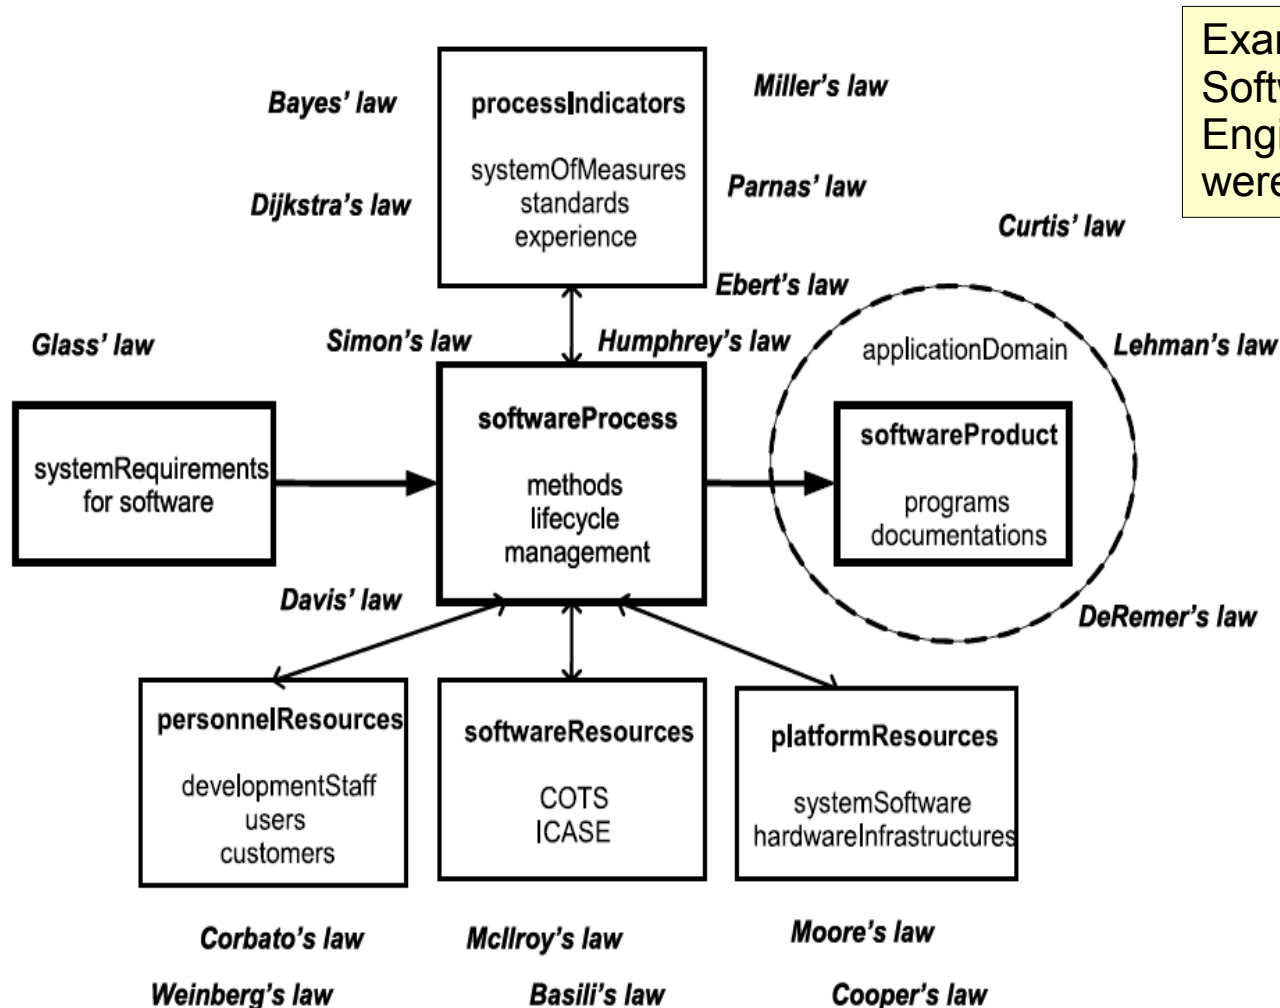 Bayes' law
processIndicators
Miller's law
systemOfMeasures
standards
experience
Dijkstra's law
Parnas' law
Curtis' law
Ebert's law
Glass' law
Simon's law
Humphrey's law
applicationDomain
Lehman's law
systemRequirements
for software
softwareProcess
methods
lifecycle
management
softwareProduct
programs
documentations
Davis' law
DeRemer's law
personnelResources
developmentStaff
users
customers
softwareResources
COTS
ICASE
platformResources
systemSoftware
hardwareInfrastructures
Corbato's law
McIlroy's law
Moore's law
Weinberg's law
Basili's law
Cooper's law
were